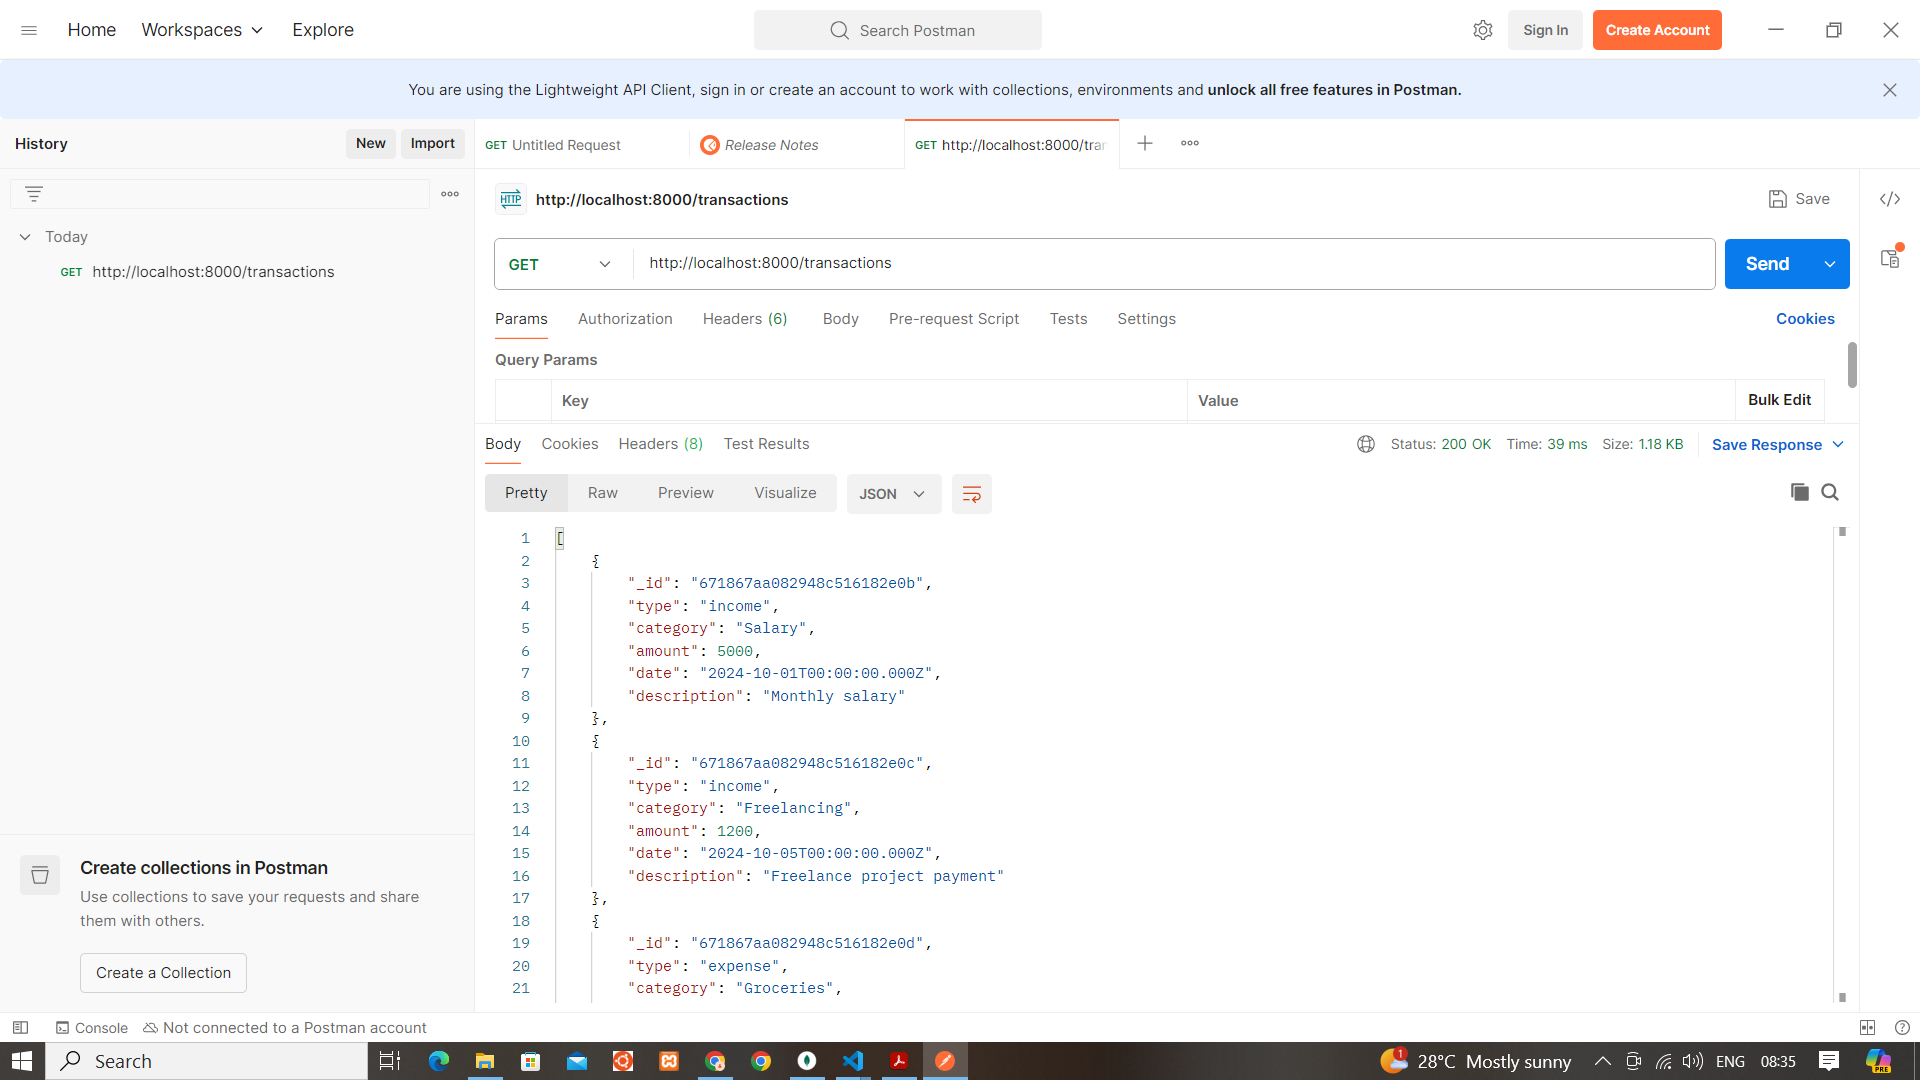 Home Workspaces Explore Search Postman Sign In Create Account
You are using the Lightweight API Client, sign in or create an account to work with collections, environments and unlock all free features in Postman.
History New Import
GET Untitled Request Release Notes GET http://localhost:8000/tran
Today
GET http://localhost:8000/transactions
HTTP http://localhost:8000/transactions Save
GET http://localhost:8000/transactions Send
Params Authorization Headers (6) Body Pre-request Script Tests Settings Cookies
Query Params
Key Value Bulk Edit
Body Cookies Headers (8) Test Results Status: 200 OK Time: 39 ms Size: 1.18 KB Save Response
Pretty Raw Preview Visualize JSON
1 [
2 {
3 "_id": "671867aa082948c516182e0b",
4 "type": "income",
5 "category": "Salary",
6 "amount": 5000,
7 "date": "2024-10-01T00:00:00.000Z",
8 "description": "Monthly salary"
9 },
10 {
11 "_id": "671867aa082948c516182e0c",
12 "type": "income",
13 "category": "Freelancing",
14 "amount": 1200,
15 "date": "2024-10-05T00:00:00.000Z",
16 "description": "Freelance project payment"
17 },
18 {
19 "_id": "671867aa082948c516182e0d",
20 "type": "expense",
21 "category": "Groceries",
Create collections in Postman
Use collections to save your requests and share
them with others.
Create a Collection
Console Not connected to a Postman account
Search 1 28°C Mostly sunny ENG 08:35 PRE